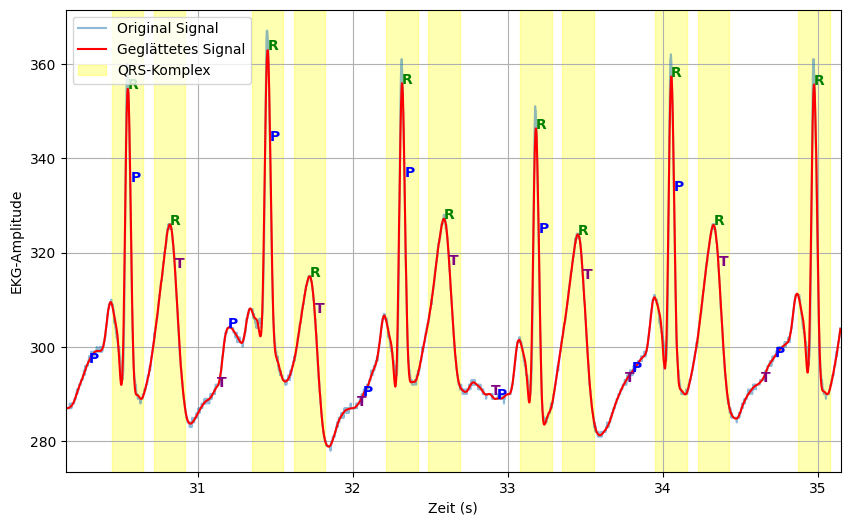 Original Signal
Geglättetes Signal
QRS-Komplex
EKG-Amplitude
360
340
320
300
280
R
R
R
R
R
R
R
R
R
R
R
P
P
P
P
P
P
P
P
P
P
P
T
T
T
T
T
T
T
T
T
T
T
31
32
33
34
35
Zeit (s)